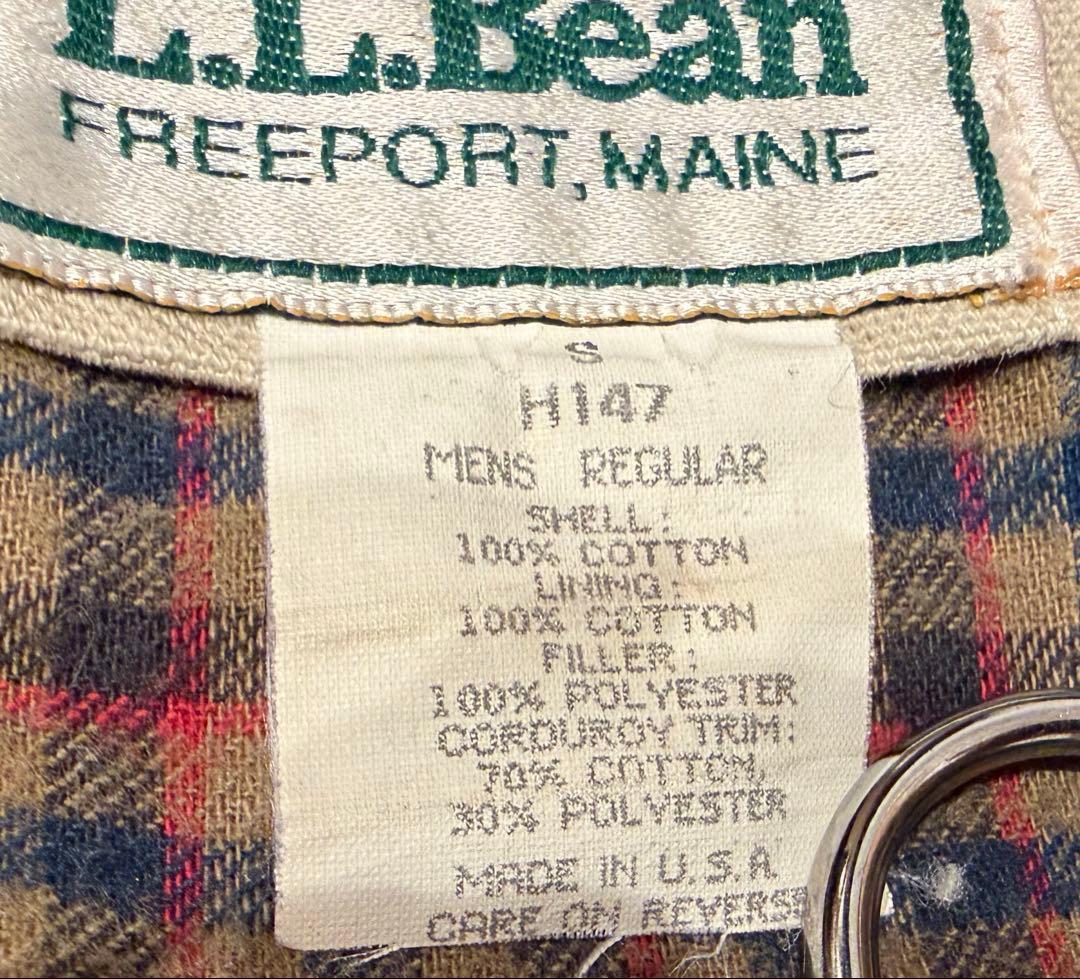 L.L.Bean
FREEPORT, MAINE
S
H147
MENS REGULAR
SHELL:
100% COTTON
LINING:
100% COTTON
FILLER:
100% POLYESTER
CORDUROY TRIM:
70% COTTON,
30% POLYESTER
MADE IN U.S.A
CARE ON REVERSE